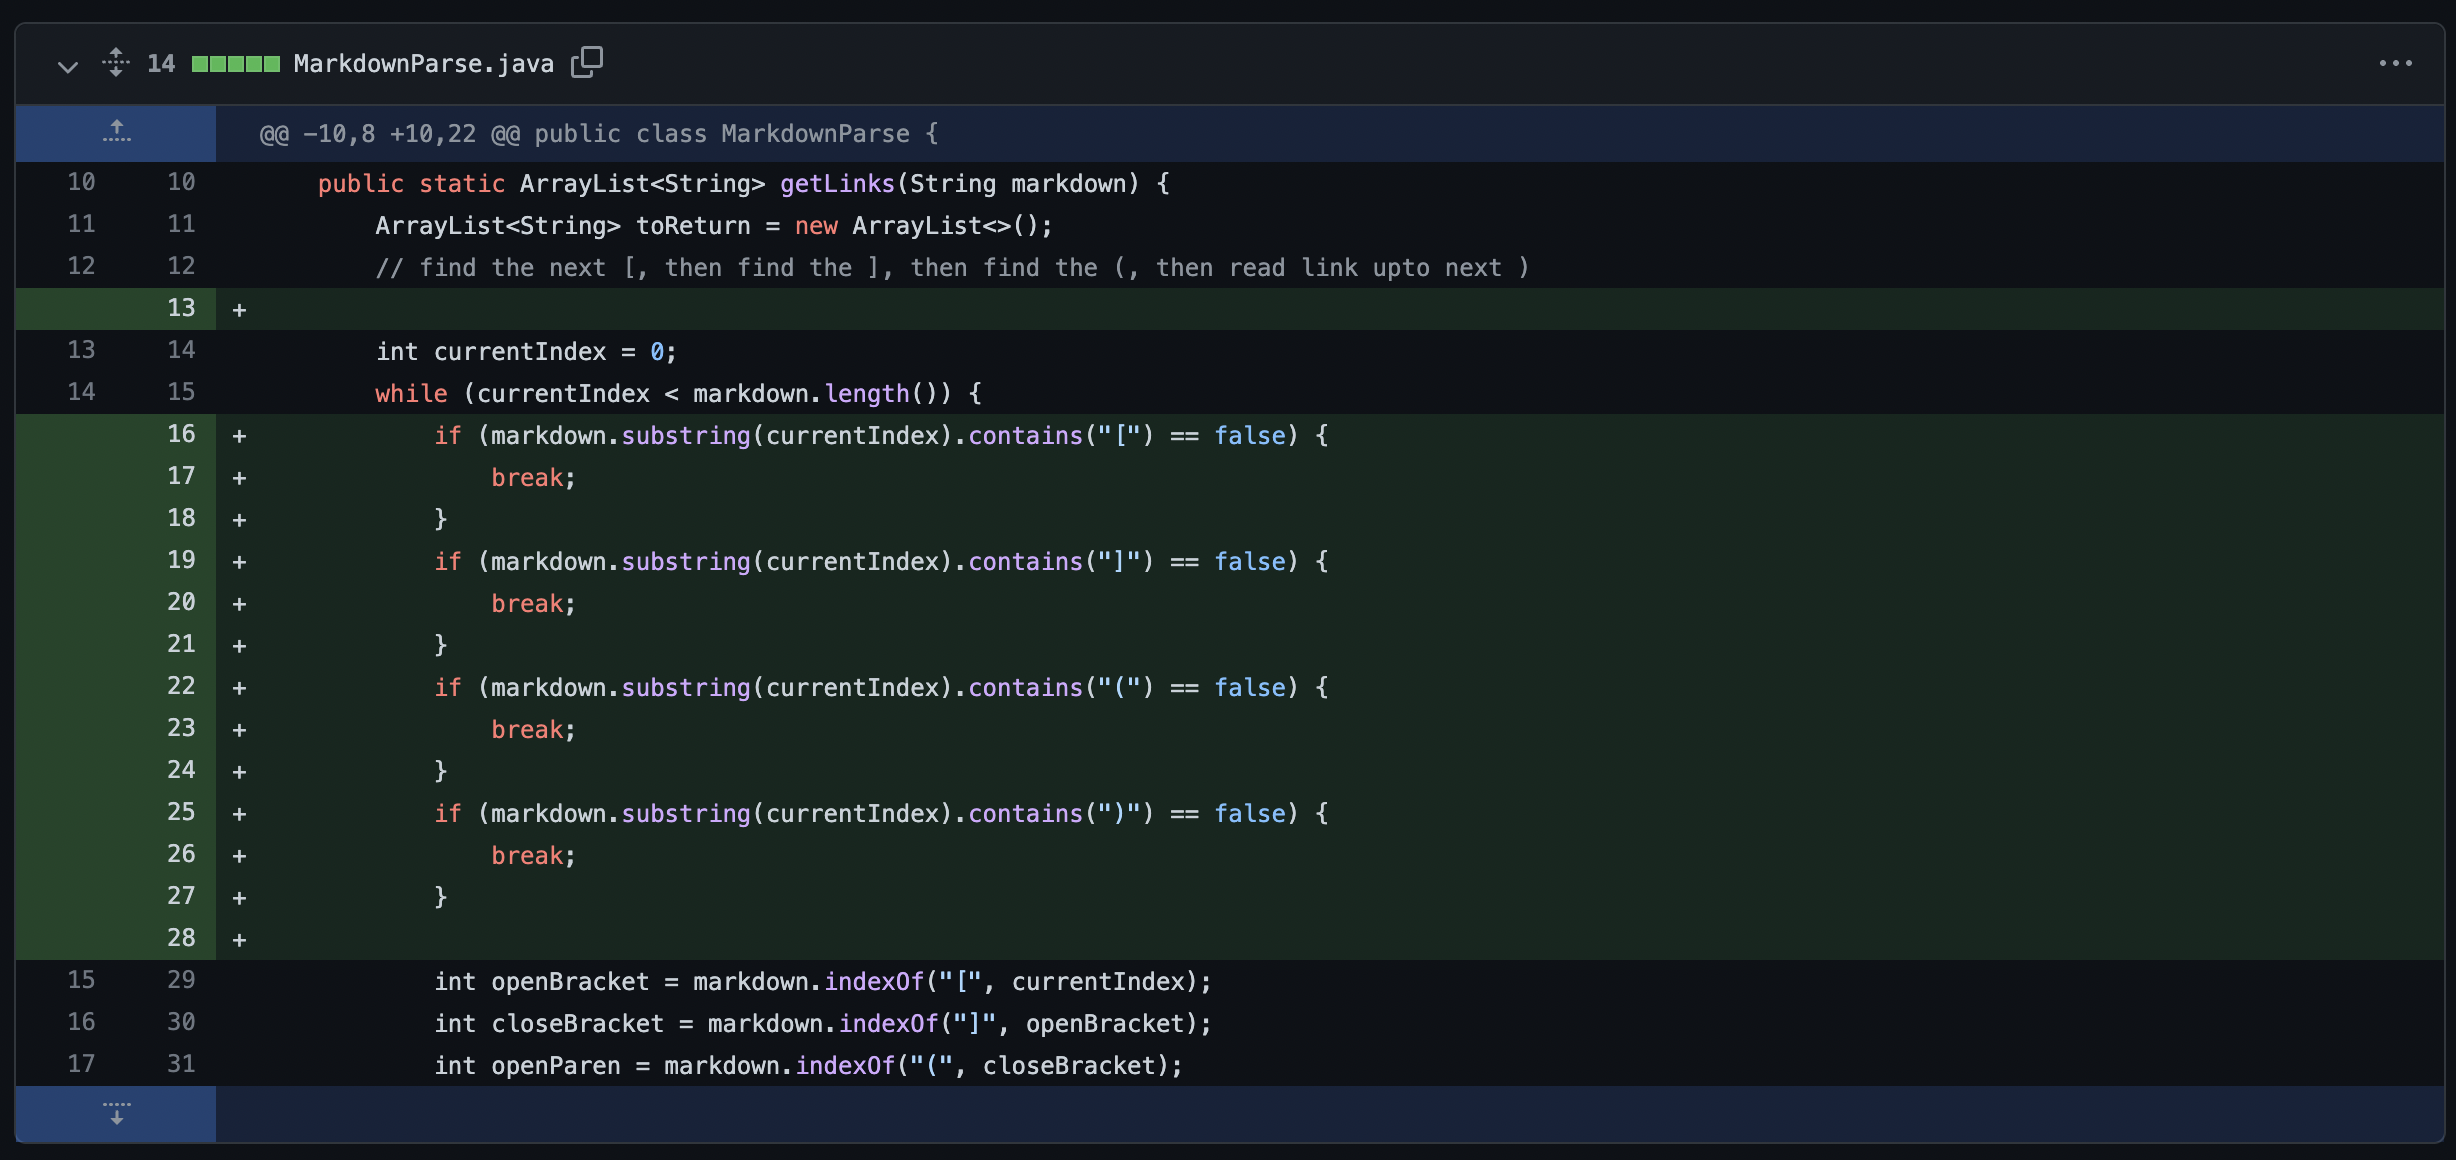 14 MarkdownParse.java
@@ -10,8 +10,22 @@ public class MarkdownParse {
10 10 public static ArrayList<String> getLinks(String markdown) {
11 11 ArrayList<String> toReturn = new ArrayList<>();
12 12 // find the next [, then find the ], then find the (, then read link upto next )
13 +
13 14 int currentIndex = 0;
14 15 while (currentIndex < markdown.length()) {
16 + if (markdown.substring(currentIndex).contains("[") == false) {
17 + break;
18 + }
19 + if (markdown.substring(currentIndex).contains("]") == false) {
20 + break;
21 + }
22 + if (markdown.substring(currentIndex).contains("(") == false) {
23 + break;
24 + }
25 + if (markdown.substring(currentIndex).contains(")") == false) {
26 + break;
27 + }
28 +
15 29 int openBracket = markdown.indexOf("[", currentIndex);
16 30 int closeBracket = markdown.indexOf("]", openBracket);
17 31 int openParen = markdown.indexOf("(", closeBracket);